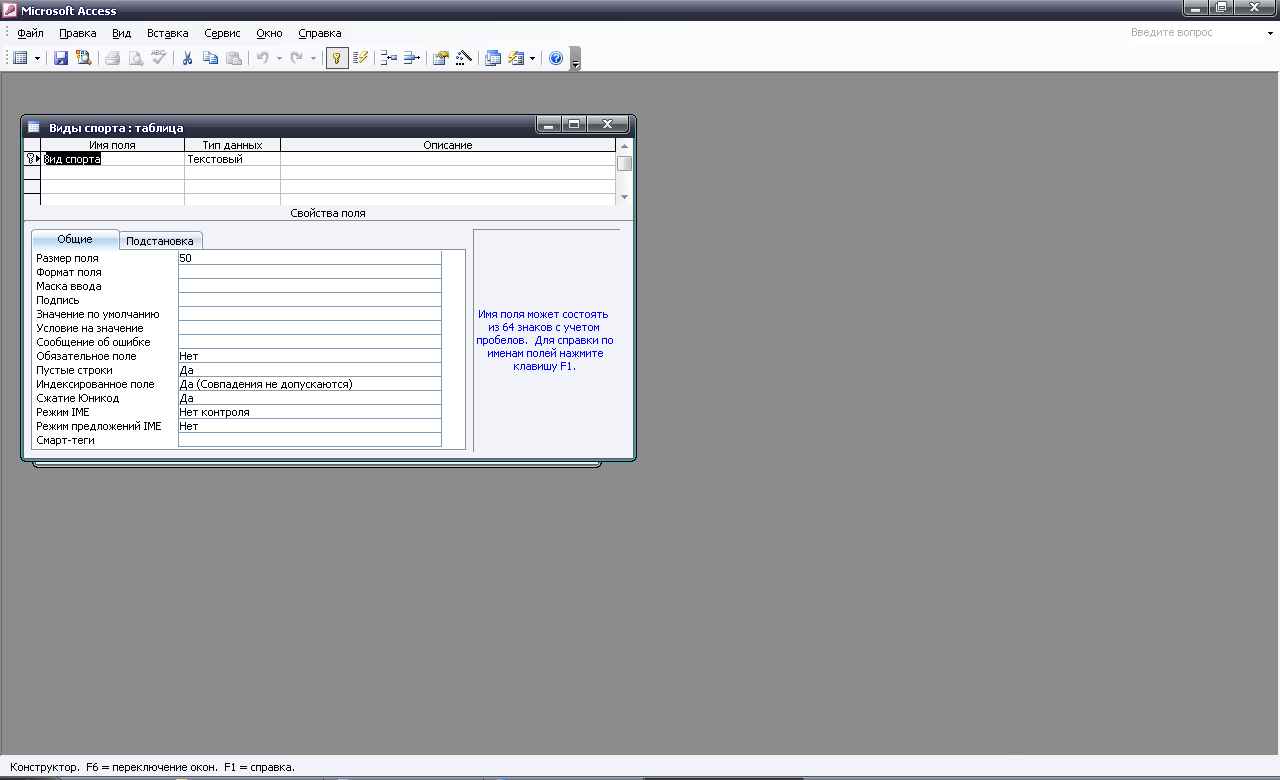 Microsoft Access
Файл Правка Вид Вставка Сервис Окно Справка Введите вопрос
ABC
Виды спорта : таблица
Имя поля Тип данных Описание
Вид спорта Текстовый
Свойства поля
Общие Подстановка
Размер поля 50
Формат поля
Маска ввода
Подпись
Значение по умолчанию
Условие на значение
Сообщение об ошибке
Обязательное поле Нет
Пустые строки Да
Индексированное поле Да (Совпадения не допускаются)
Сжатие Юникод Да
Режим IME Нет контроля
Режим предложений IME Нет
Смарт-теги
Имя поля может состоять
из 64 знаков с учетом
пробелов. Для справки по
именам полей нажмите
клавишу F1.
Конструктор. F6 = переключение окон. F1 = справка.